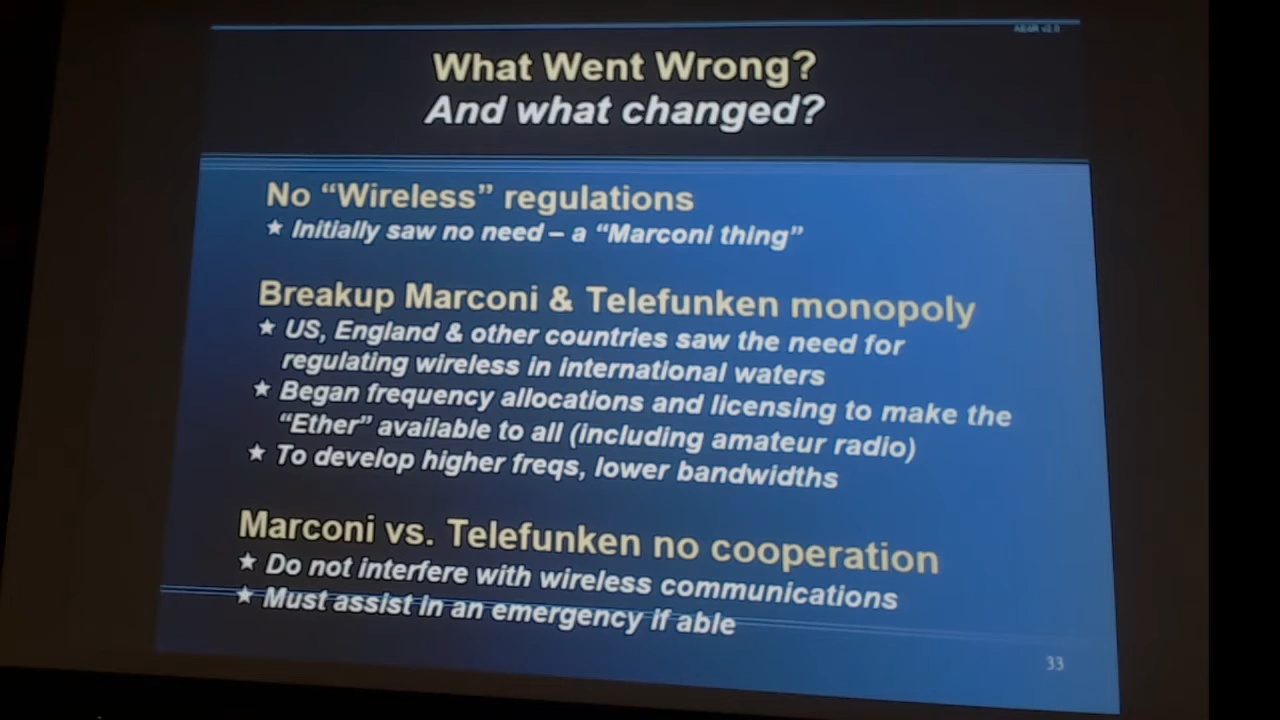 What Went Wrong?
And what changed?
No “Wireless” regulations
★ Initially saw no need – a “Marconi thing”
Breakup Marconi & Telefunken monopoly
★ US, England & other countries saw the need for
regulating wireless in international waters
★ Began frequency allocations and licensing to make the
“Ether” available to all (including amateur radio)
★ To develop higher freqs, lower bandwidths
Marconi vs. Telefunken no cooperation
★ Do not interfere with wireless communications
★ Must assist in an emergency if able
33